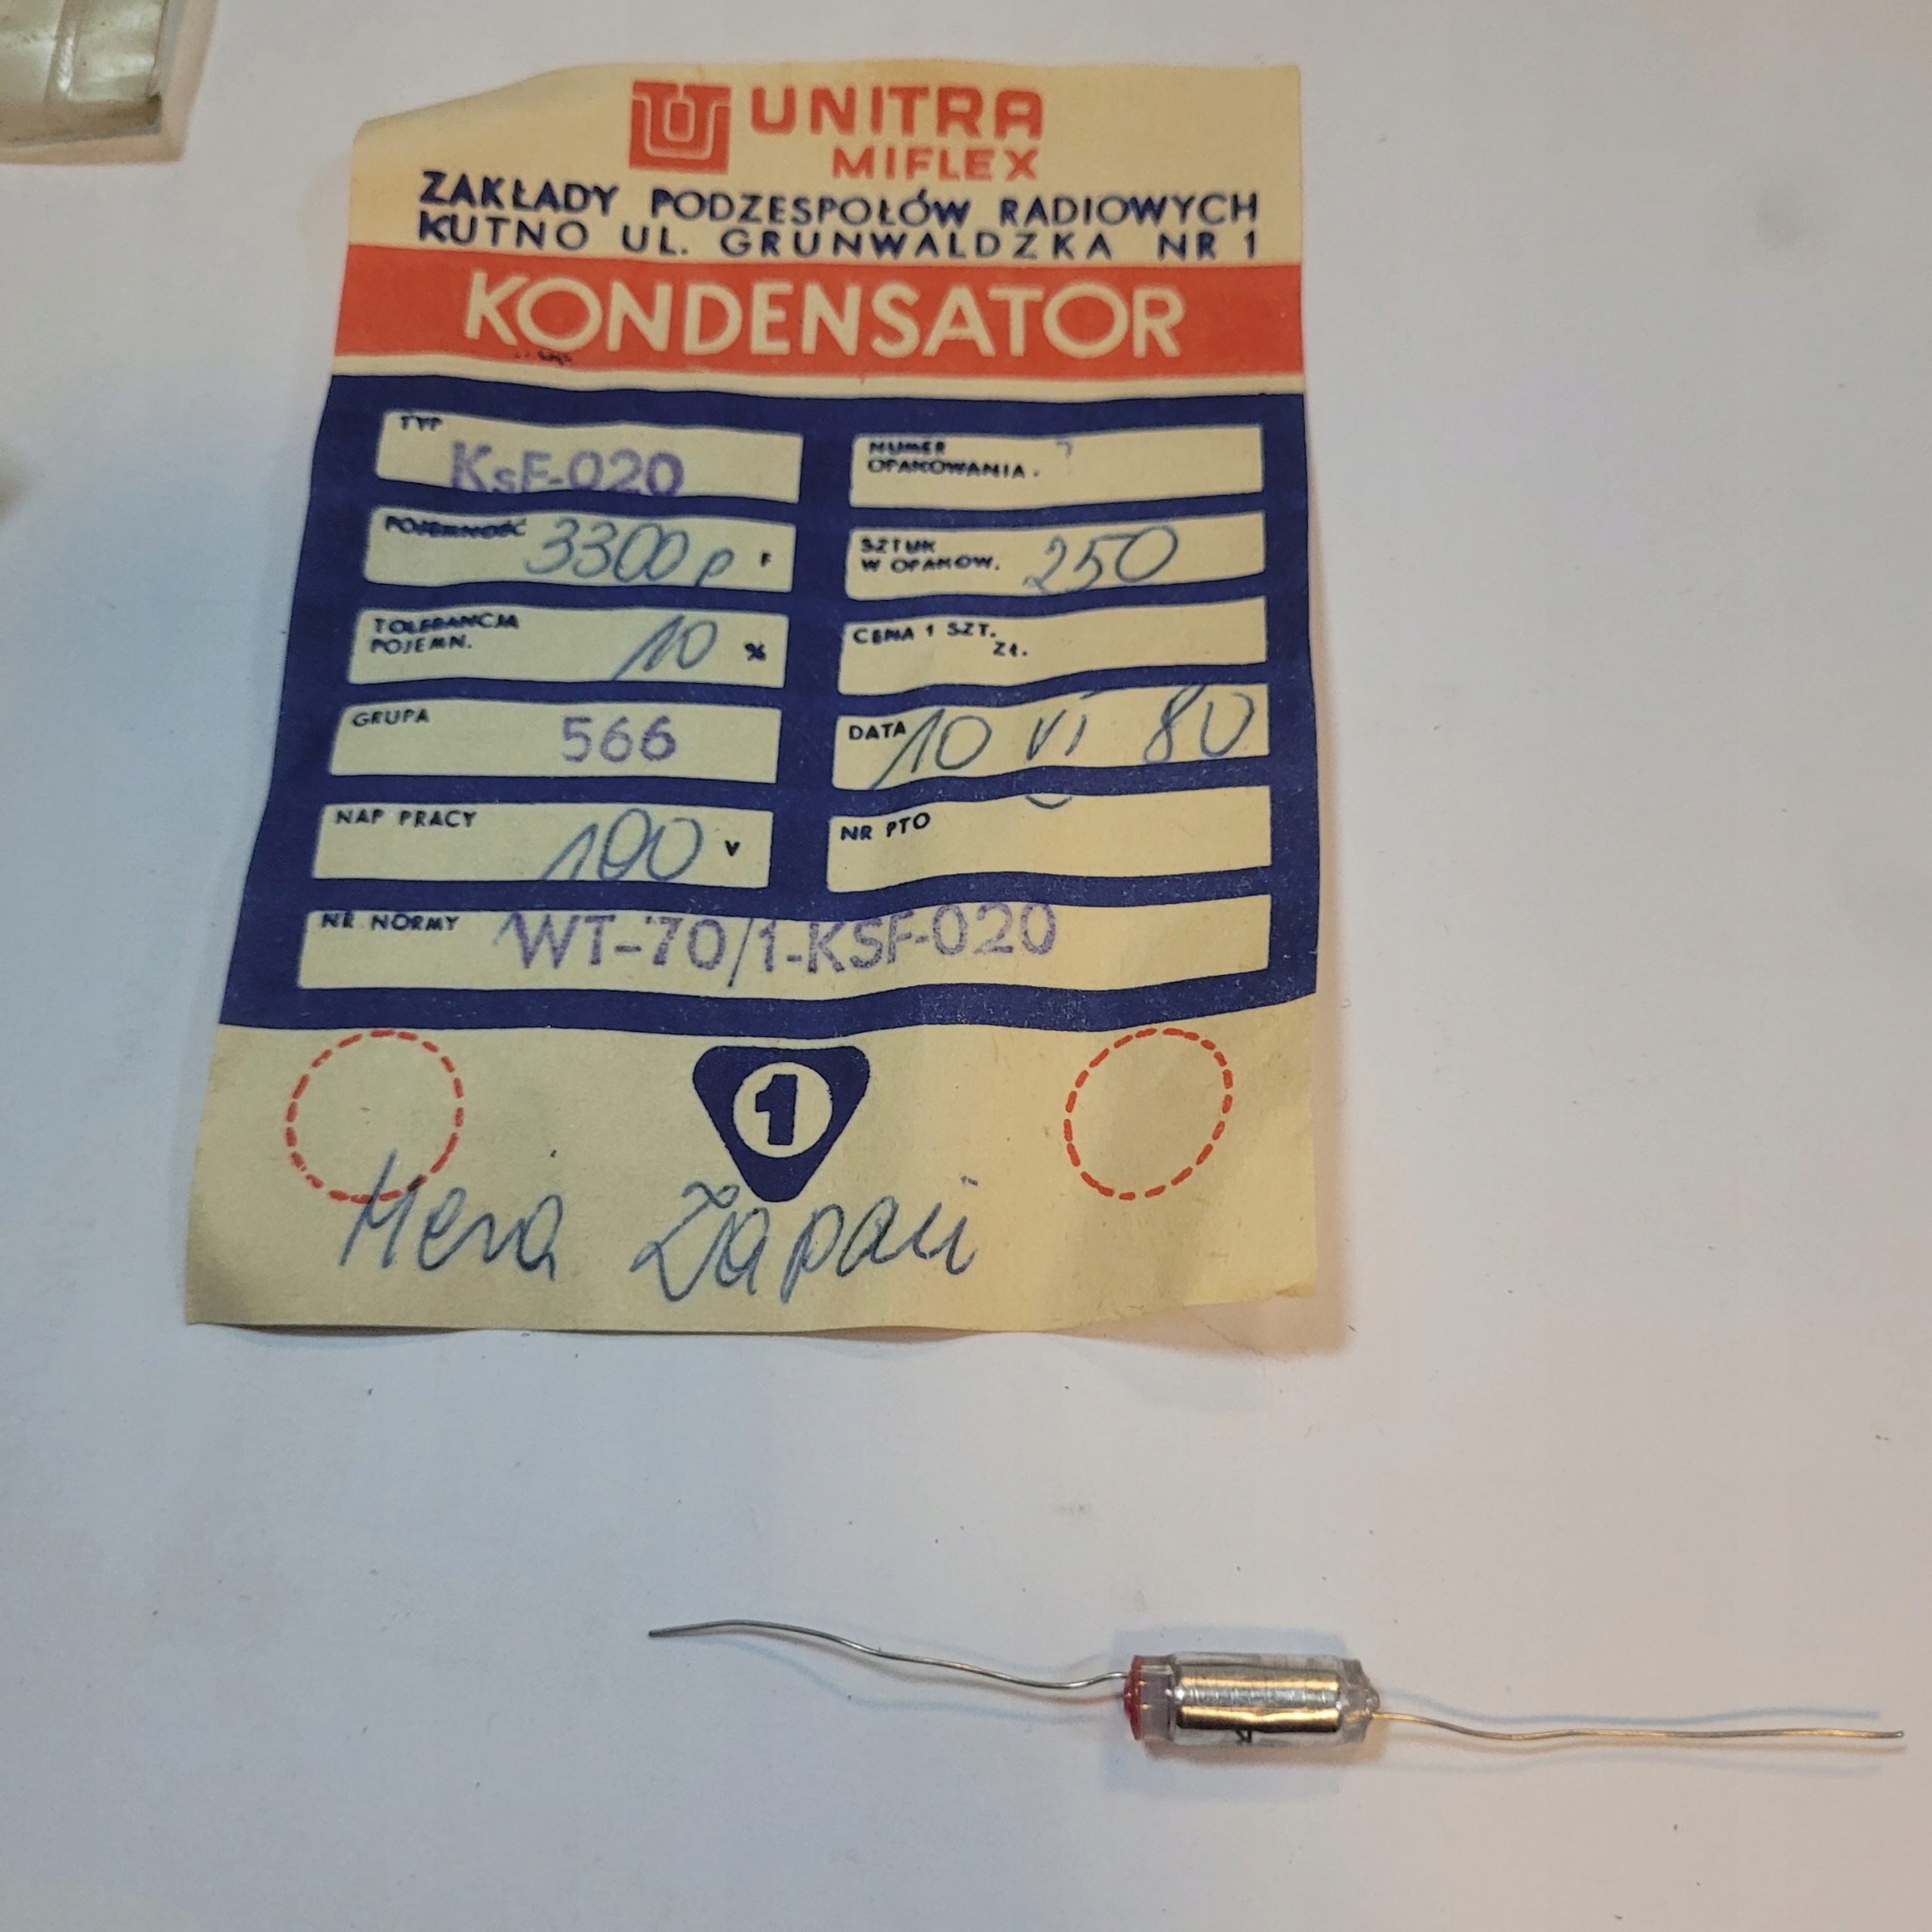 UNITRA
MIFLEX
ZAKŁADY PODZESPOŁÓW RADIOWYCH
KUTNO UL. GRUNWALDZKA NR 1
KONDENSATOR
TYP KSF-020
NUMER OPAKOWANIA.
POJEMNOŚĆ 3300 p F
SZTUK W OPAKOW. 250
TOLERANCJA POJEMN. 10 %
CENA 1 SZT. ZŁ.
GRUPA 566
DATA 10 VI 80
NAP PRACY 100 V
NR PTO
NR NORMY WT-70/1-KSF-020
1
Mera